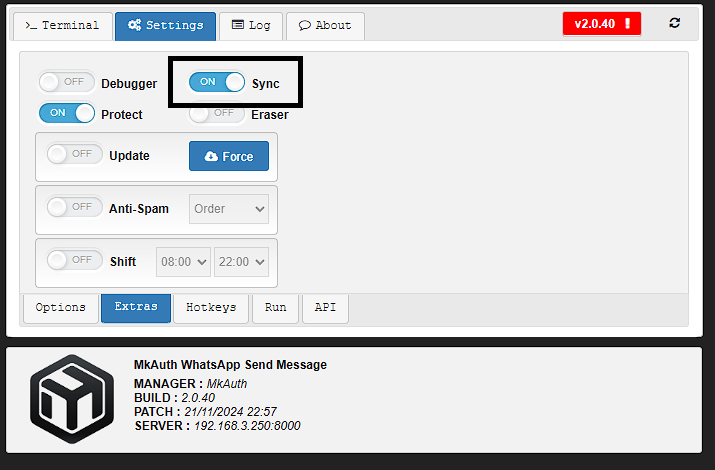 >_ Terminal Settings Log About v2.0.40 !
OFF Debugger ON Sync
ON Protect OFF Eraser
OFF Update Force
OFF Anti-Spam Order
OFF Shift 08:00 22:00
Options Extras Hotkeys Run API
MkAuth WhatsApp Send Message
MANAGER : MkAuth
BUILD : 2.0.40
PATCH : 21/11/2024 22:57
SERVER : 192.168.3.250:8000